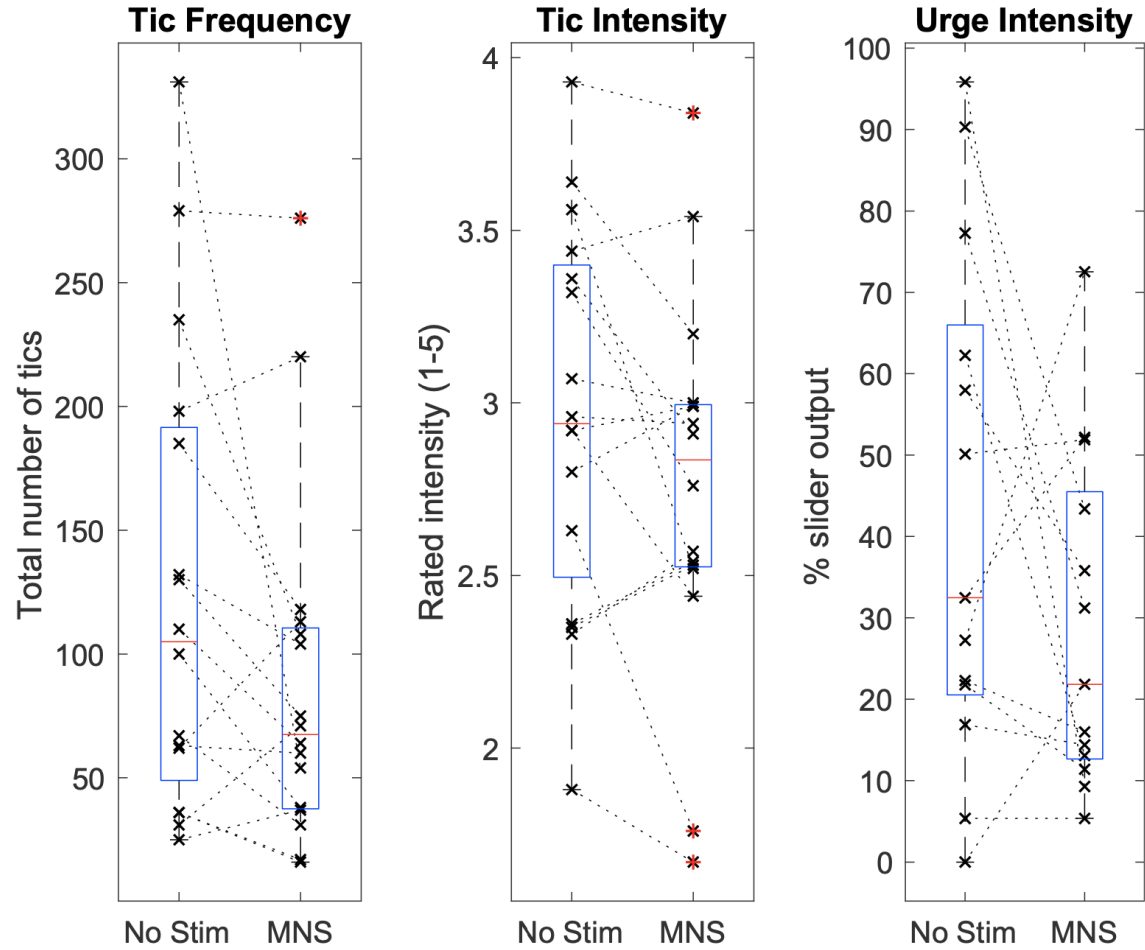 Tic Frequency
Total number of tics
300
250
200
150
100
50
No Stim MNS
Tic Intensity
Rated intensity (1-5)
4
3.5
3
2.5
2
No Stim MNS
Urge Intensity
% slider output
100
90
80
70
60
50
40
30
20
10
0
No Stim MNS